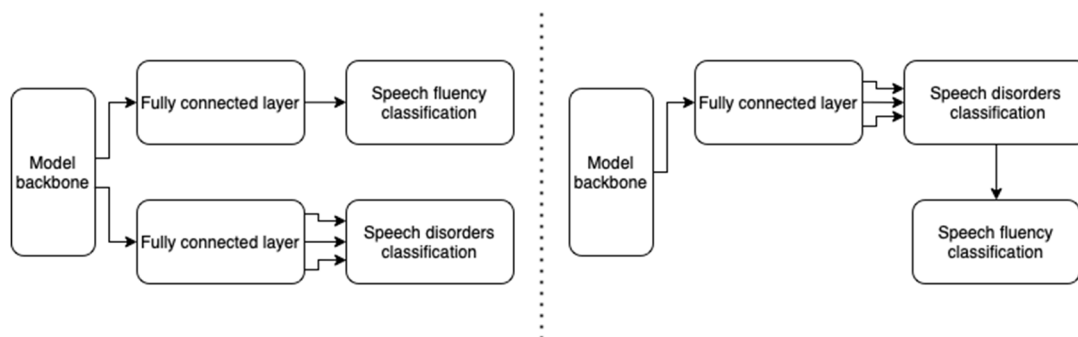 Model
backbone
Fully connected layer
Speech fluency
classification
Fully connected layer
Speech disorders
classification
Model
backbone
Fully connected layer
Speech disorders
classification
Speech fluency
classification